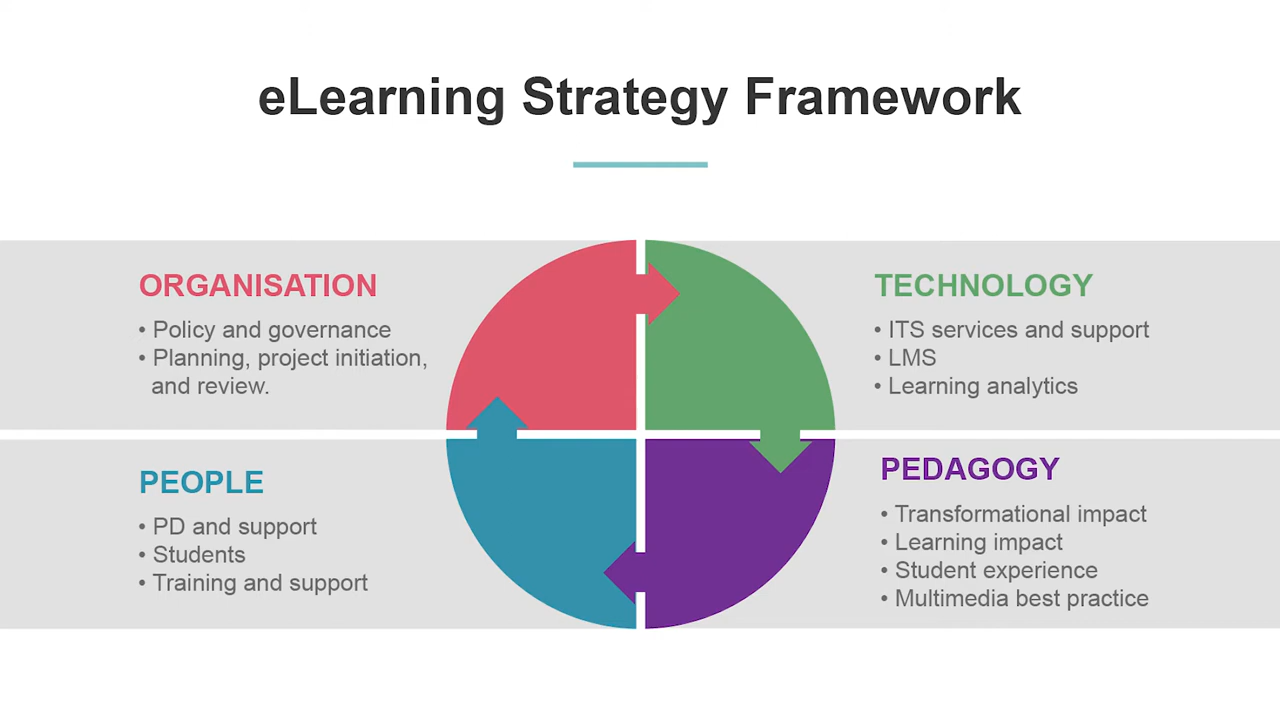 eLearning Strategy Framework
ORGANISATION
• Policy and governance
• Planning, project initiation,
and review.
TECHNOLOGY
• ITS services and support
• LMS
• Learning analytics
PEOPLE
• PD and support
• Students
• Training and support
PEDAGOGY
• Transformational impact
• Learning impact
• Student experience
• Multimedia best practice